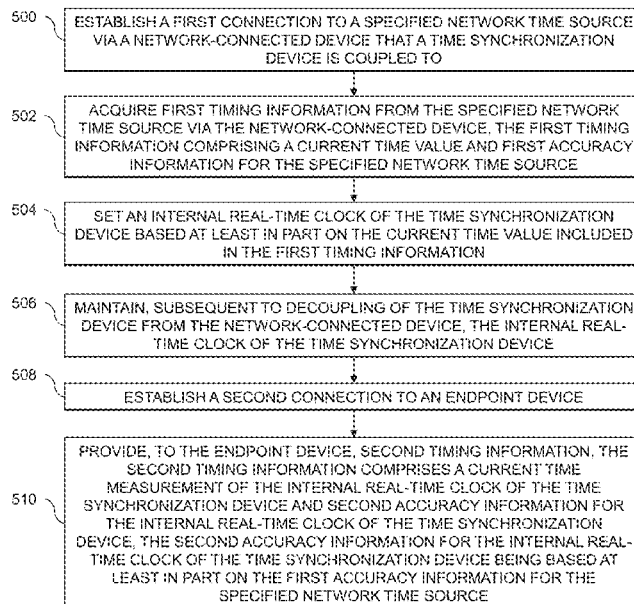 500
ESTABLISH A FIRST CONNECTION TO A SPECIFIED NETWORK TIME SOURCE
VIA A NETWORK-CONNECTED DEVICE THAT A TIME SYNCHRONIZATION
DEVICE IS COUPLED TO
502
ACQUIRE FIRST TIMING INFORMATION FROM THE SPECIFIED NETWORK
TIME SOURCE VIA THE NETWORK-CONNECTED DEVICE, THE FIRST TIMING
INFORMATION COMPRISING A CURRENT TIME VALUE AND FIRST ACCURACY
INFORMATION FOR THE SPECIFIED NETWORK TIME SOURCE
504
SET AN INTERNAL REAL-TIME CLOCK OF THE TIME SYNCHRONIZATION
DEVICE BASED AT LEAST IN PART ON THE CURRENT TIME VALUE INCLUDED
IN THE FIRST TIMING INFORMATION
506
MAINTAIN, SUBSEQUENT TO DECOUPLING OF THE TIME SYNCHRONIZATION
DEVICE FROM THE NETWORK-CONNECTED DEVICE, THE INTERNAL REAL-
TIME CLOCK OF THE TIME SYNCHRONIZATION DEVICE
508
ESTABLISH A SECOND CONNECTION TO AN ENDPOINT DEVICE
510
PROVIDE, TO THE ENDPOINT DEVICE, SECOND TIMING INFORMATION, THE
SECOND TIMING INFORMATION COMPRISES A CURRENT TIME
MEASUREMENT OF THE INTERNAL REAL-TIME CLOCK OF THE TIME
SYNCHRONIZATION DEVICE AND SECOND ACCURACY INFORMATION FOR
THE INTERNAL REAL-TIME CLOCK OF THE TIME SYNCHRONIZATION
DEVICE, THE SECOND ACCURACY INFORMATION FOR THE INTERNAL REAL-
TIME CLOCK OF THE TIME SYNCHRONIZATION DEVICE BEING BASED AT
LEAST IN PART ON THE FIRST ACCURACY INFORMATION FOR THE
SPECIFIED NETWORK TIME SOURCE